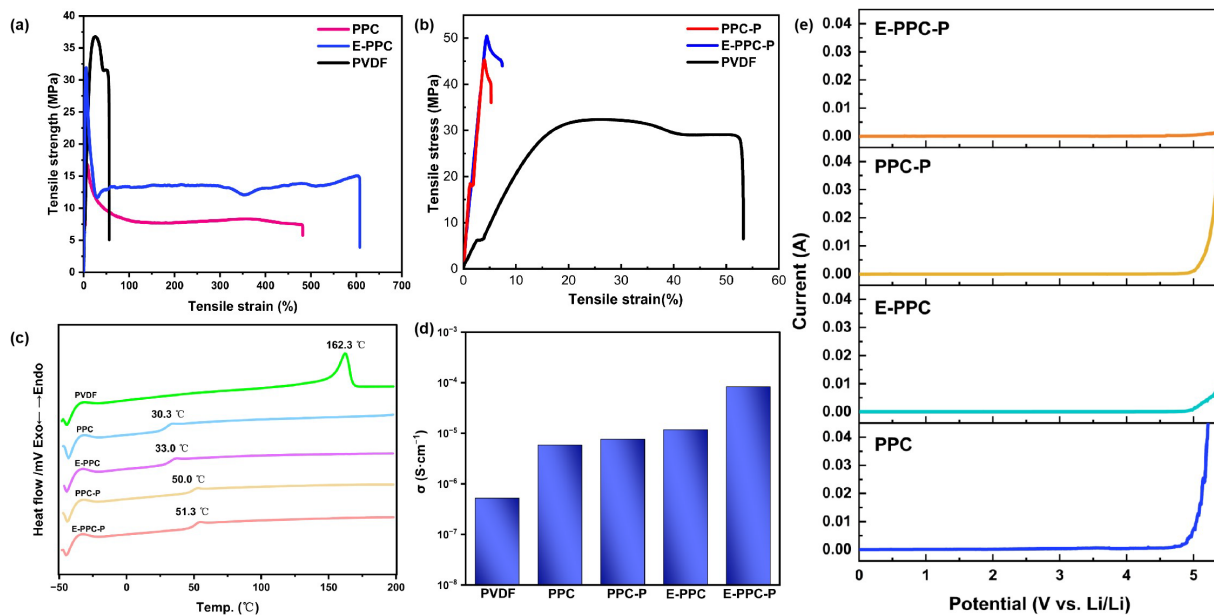 (a)
PPC
E-PPC
PVDF
Tensile strength (MPa)
40
35
30
25
20
15
10
5
0
0 100 200 300 400 500 600 700
Tensile strain (%)
(b)
PPC-P
E-PPC-P
PVDF
Tensile stress (MPa)
50
40
30
20
10
0
0 10 20 30 40 50 60
Tensile strain(%)
(c)
Heat flow /mV Exo← →Endo
162.3 ℃
PVDF
30.3 ℃
PPC
33.0 ℃
E-PPC
50.0 ℃
PPC-P
51.3 ℃
E-PPC-P
-50 0 50 100 150 200
Temp. (℃)
(d)
σ (S·cm⁻¹)
10⁻³
10⁻⁴
10⁻⁵
10⁻⁶
10⁻⁷
10⁻⁸
PVDF PPC PPC-P E-PPC E-PPC-P
(e)
Current (A)
E-PPC-P
0.04
0.03
0.02
0.01
0.00
PPC-P
0.04
0.03
0.02
0.01
0.00
E-PPC
0.04
0.03
0.02
0.01
0.00
PPC
0.04
0.03
0.02
0.01
0.00
0 1 2 3 4 5
Potential (V vs. Li/Li)